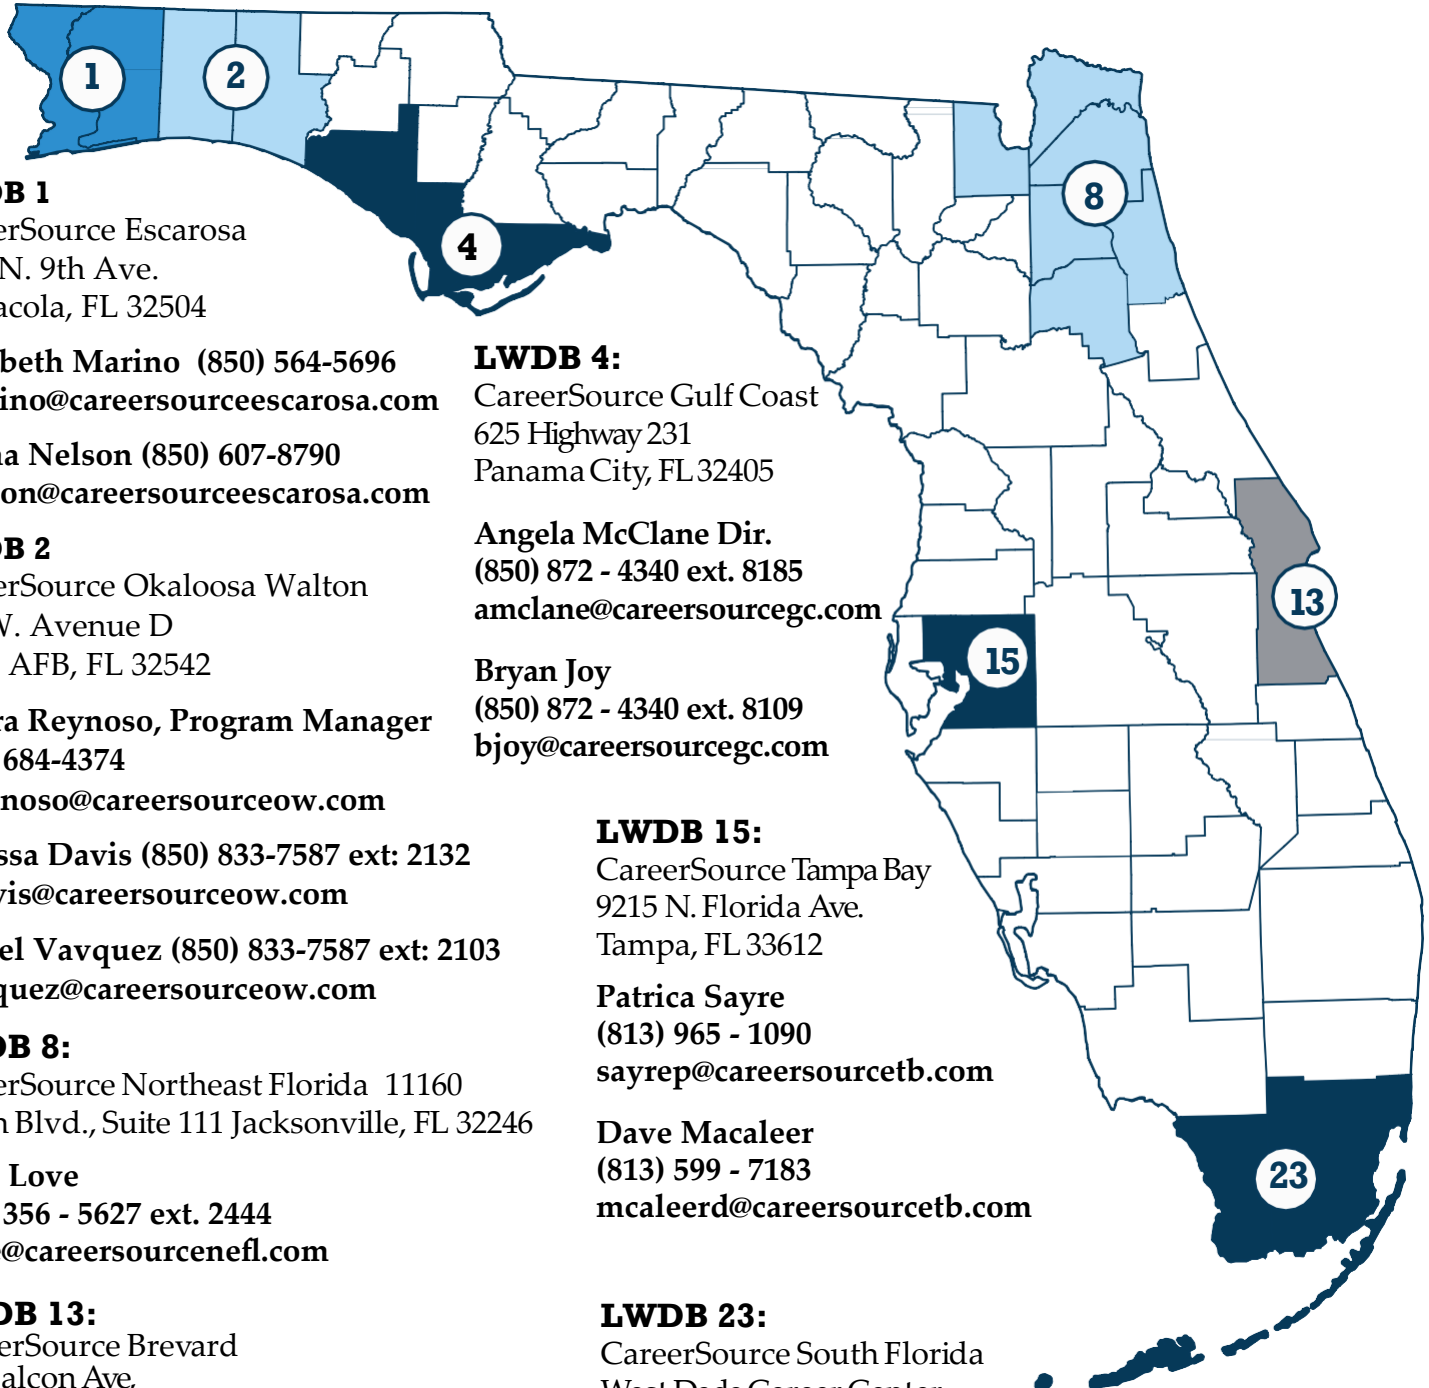 1
2
4
8
13
15
23
DB 1
erSource Escarosa
N. 9th Ave.
acola, FL 32504
beth Marino (850) 564-5696
ino@careersourceescarosa.com
na Nelson (850) 607-8790
on@careersourceescarosa.com
DB 2
erSource Okaloosa Walton
W. Avenue D
AFB, FL 32542
ra Reynoso, Program Manager
684-4374
noso@careersourceow.com
ssa Davis (850) 833-7587 ext: 2132
vis@careersourceow.com
el Vavquez (850) 833-7587 ext: 2103
quez@careersourceow.com
DB 8:
erSource Northeast Florida 11160
h Blvd., Suite 111 Jacksonville, FL 32246
Love
356 - 5627 ext. 2444
e@careersourcenefl.com
DB 13:
erSource Brevard
alcon Ave,
LWDB 4:
CareerSource Gulf Coast
625 Highway 231
Panama City, FL 32405
Angela McClane Dir.
(850) 872 - 4340 ext. 8185
amclane@careersourcegc.com
Bryan Joy
(850) 872 - 4340 ext. 8109
bjoy@careersourcegc.com
LWDB 15:
CareerSource Tampa Bay
9215 N. Florida Ave.
Tampa, FL 33612
Patrica Sayre
(813) 965 - 1090
sayrep@careersourcetb.com
Dave Macaleer
(813) 599 - 7183
mcaleerd@careersourcetb.com
LWDB 23:
CareerSource South Florida
West Dade Career Center